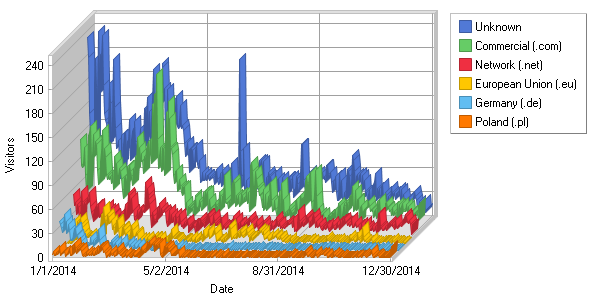 Unknown
Commercial (.com)
Network (.net)
European Union (.eu)
Germany (.de)
Poland (.pl)
Visitors
240
210
180
150
120
90
60
30
0
1/1/2014
5/2/2014
8/31/2014
12/30/2014
Date